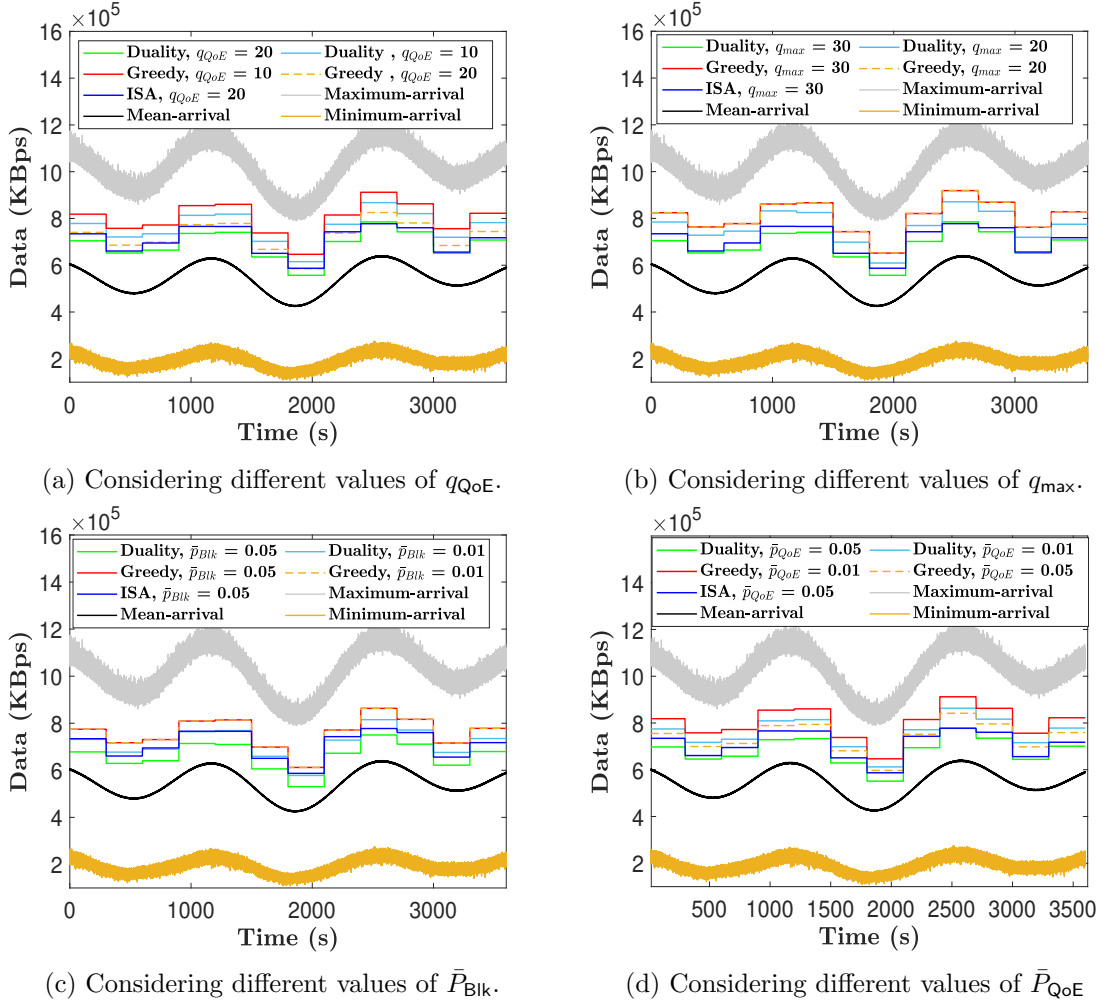 ×10⁵
16
14
12
10
8
6
4
2
Data (KBps)
Duality, q_QoE = 20
Duality , q_QoE = 10
Greedy, q_QoE = 10
Greedy , q_QoE = 20
ISA, q_QoE = 20
Maximum-arrival
Mean-arrival
Minimum-arrival
0 1000 2000 3000
Time (s)
(a) Considering different values of q_QoE.
×10⁵
16
14
12
10
8
6
4
2
Data (KBps)
Duality, q_max = 30
Duality, q_max = 20
Greedy, q_max = 30
Greedy, q_max = 20
ISA, q_max = 30
Maximum-arrival
Mean-arrival
Minimum-arrival
0 1000 2000 3000
Time (s)
(b) Considering different values of q_max.
×10⁵
16
14
12
10
8
6
4
2
Data (KBps)
Duality, p̄_Blk = 0.05
Duality, p̄_Blk = 0.01
Greedy, p̄_Blk = 0.05
Greedy, p̄_Blk = 0.01
ISA, p̄_Blk = 0.05
Maximum-arrival
Mean-arrival
Minimum-arrival
0 1000 2000 3000
Time (s)
(c) Considering different values of P̄_Blk.
×10⁵
14
12
10
8
6
4
2
Data (KBps)
Duality, p̄_QoE = 0.05
Duality, p̄_QoE = 0.01
Greedy, p̄_QoE = 0.01
Greedy, p̄_QoE = 0.05
ISA, p̄_QoE = 0.05
Maximum-arrival
Mean-arrival
Minimum-arrival
500 1000 1500 2000 2500 3000 3500
Time (s)
(d) Considering different values of P̄_QoE